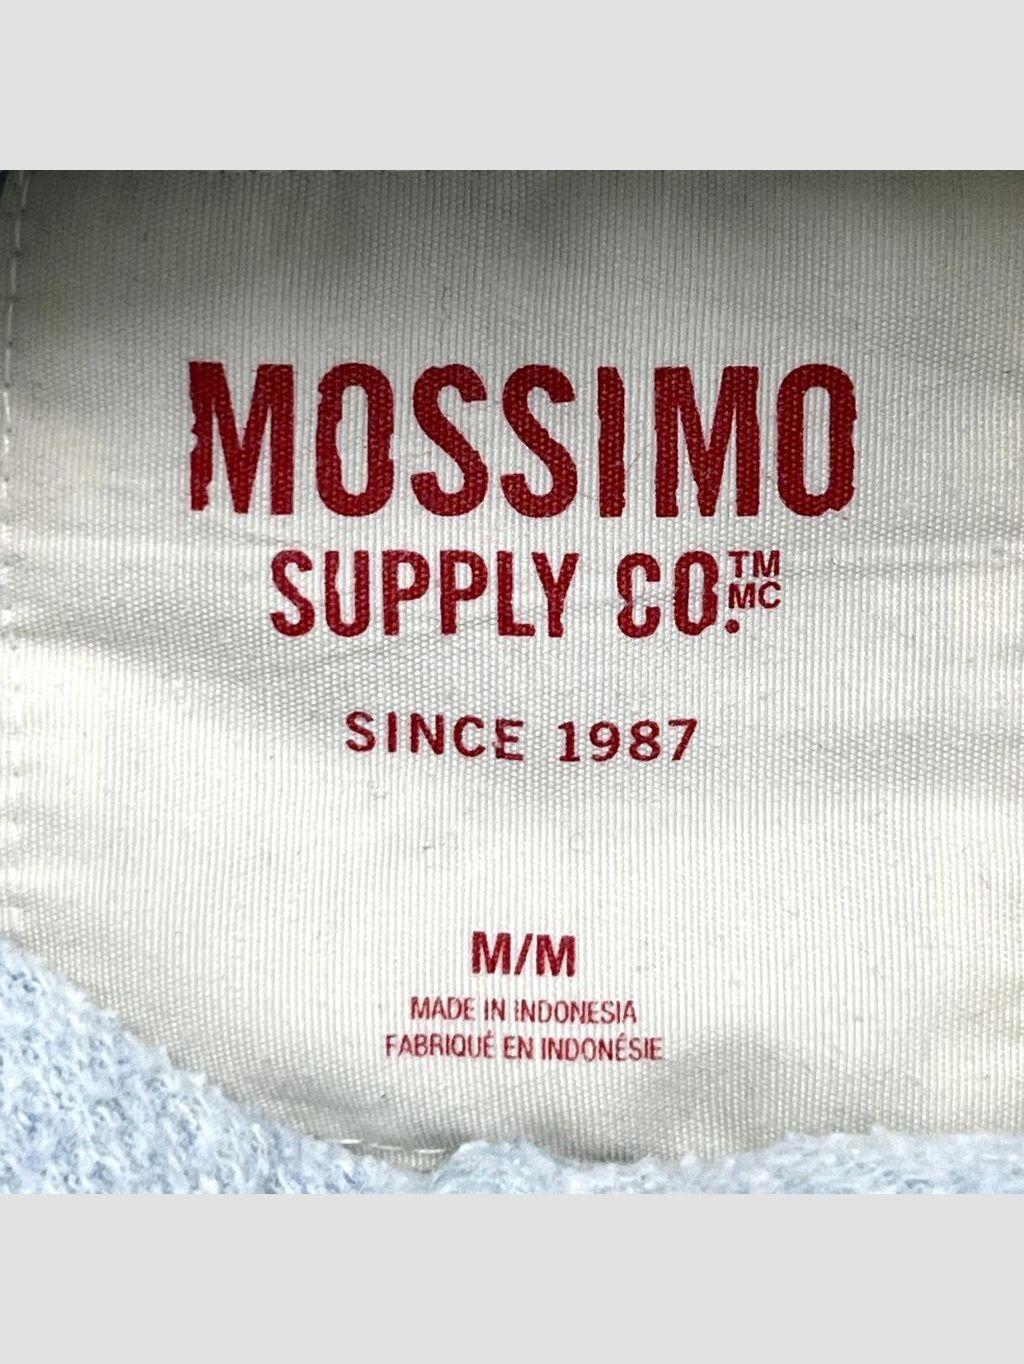 MOSSIMO
SUPPLY CO.™ MC
SINCE 1987
M/M
MADE IN INDONESIA
FABRIQUÉ EN INDONÉSIE